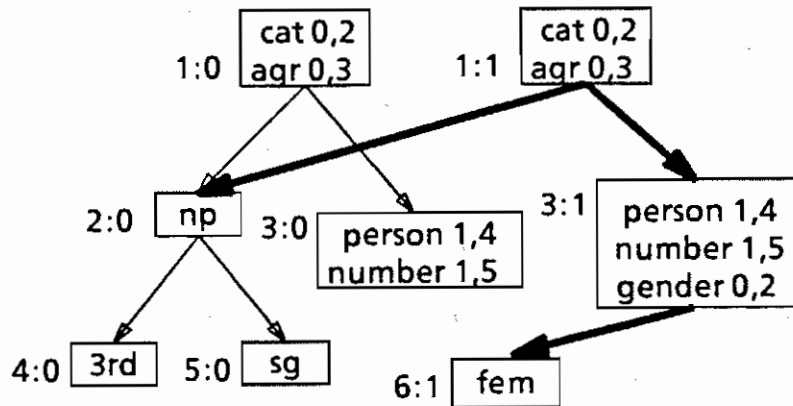 cat 0,2
agr 0,3
1:0
cat 0,2
agr 0,3
1:1
2:0
np
3:0
person 1,4
number 1,5
3:1
person 1,4
number 1,5
gender 0,2
4:0
3rd
5:0
sg
6:1
fem